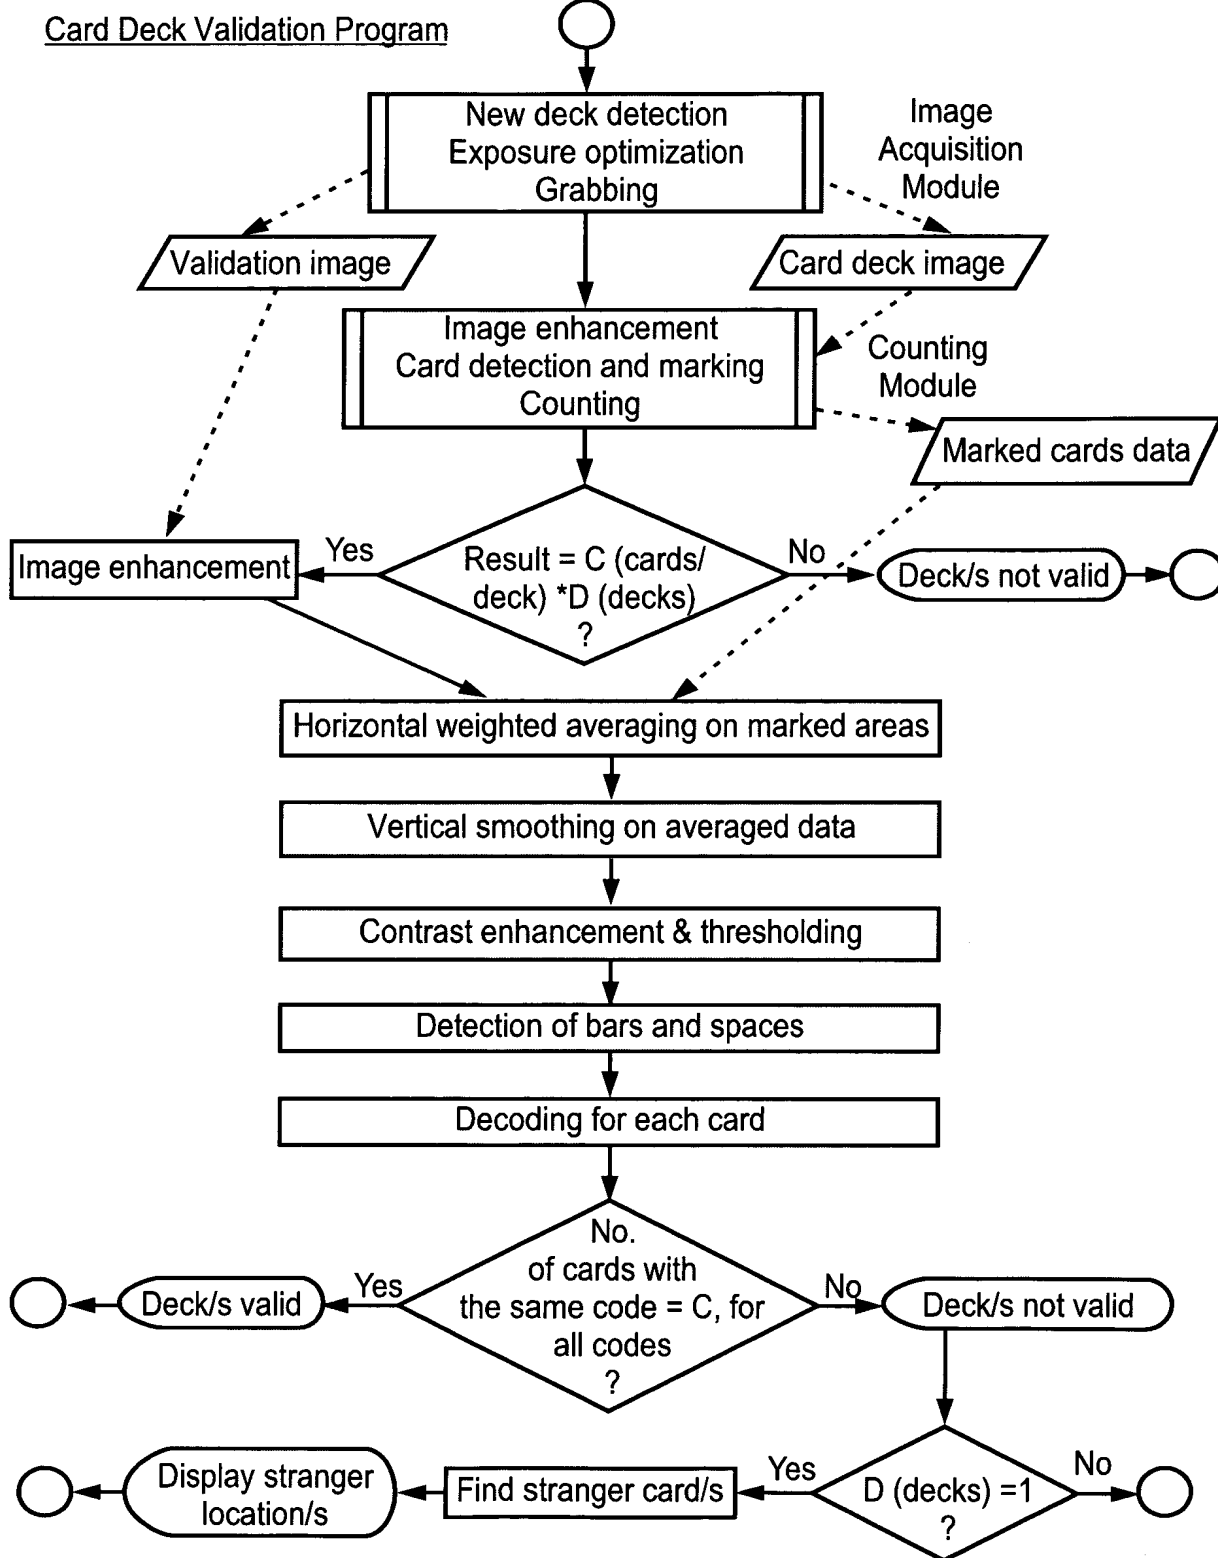 Card Deck Validation Program
New deck detection
Exposure optimization
Grabbing
Image
Acquisition
Module
Validation image
Card deck image
Image enhancement
Card detection and marking
Counting
Counting
Module
Marked cards data
Image enhancement
Yes
Result = C (cards/
deck) *D (decks)
?
No
Deck/s not valid
Horizontal weighted averaging on marked areas
Vertical smoothing on averaged data
Contrast enhancement & thresholding
Detection of bars and spaces
Decoding for each card
No.
of cards with
the same code = C, for
all codes
?
Yes
Deck/s valid
No
Deck/s not valid
D (decks) =1
?
Yes
No
Find stranger card/s
Display stranger
location/s